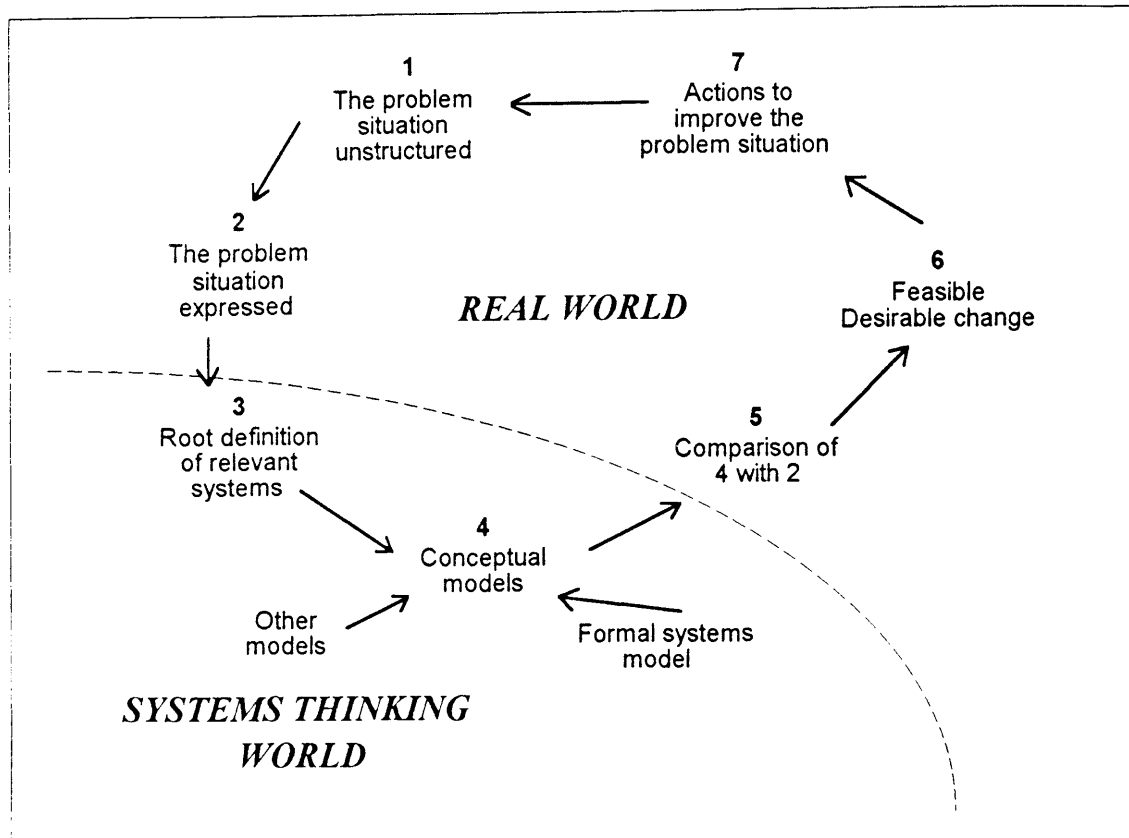 1
The problem
situation
unstructured
7
Actions to
improve the
problem situation
2
The problem
situation
expressed
REAL WORLD
6
Feasible
Desirable change
3
Root definition
of relevant
systems
5
Comparison of
4 with 2
4
Conceptual
models
Other
models
Formal systems
model
SYSTEMS THINKING
WORLD